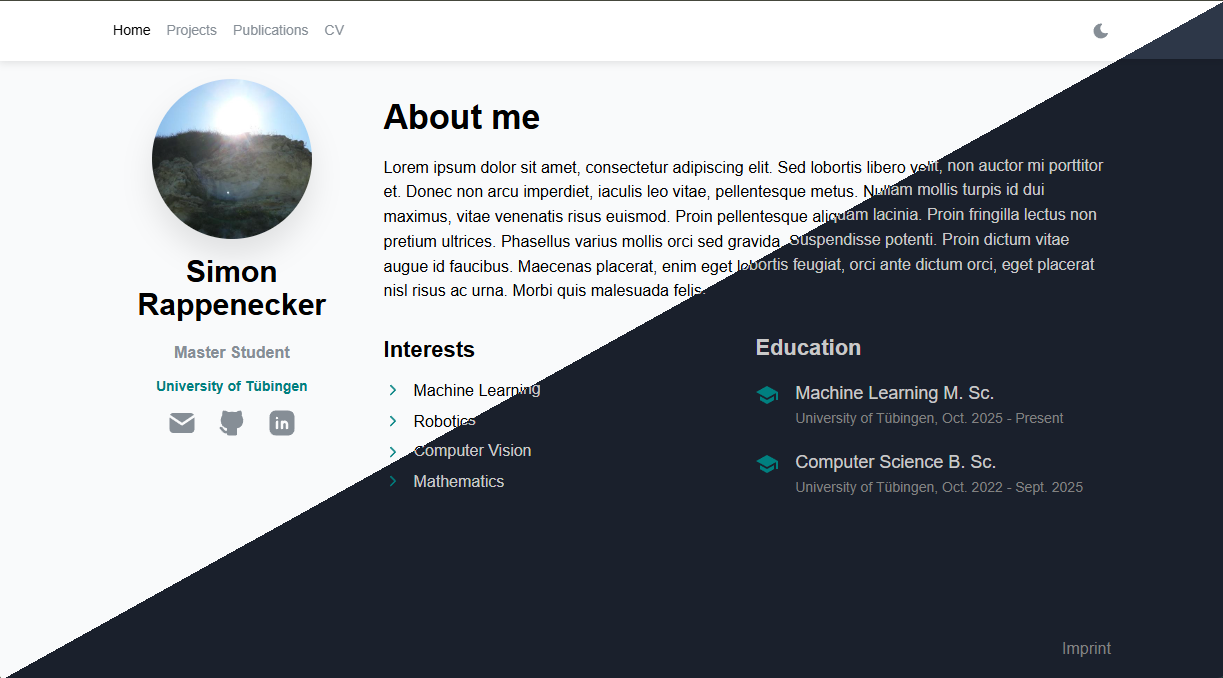 Home Projects Publications CV
About me
Lorem ipsum dolor sit amet, consectetur adipiscing elit. Sed lobortis libero velit, non auctor mi porttitor
et. Donec non arcu imperdiet, iaculis leo vitae, pellentesque metus. Nullam mollis turpis id dui
maximus, vitae venenatis risus euismod. Proin pellentesque aliquam lacinia. Proin fringilla lectus non
pretium ultrices. Phasellus varius mollis orci sed gravida. Suspendisse potenti. Proin dictum vitae
augue id faucibus. Maecenas placerat, enim eget lobortis feugiat, orci ante dictum orci, eget placerat
nisl risus ac urna. Morbi quis malesuada felis.
Simon
Rappenecker
Master Student
University of Tübingen
in
Interests
Machine Learning
Robotics
Computer Vision
Mathematics
Education
Machine Learning M. Sc.
University of Tübingen, Oct. 2025 - Present
Computer Science B. Sc.
University of Tübingen, Oct. 2022 - Sept. 2025
Imprint